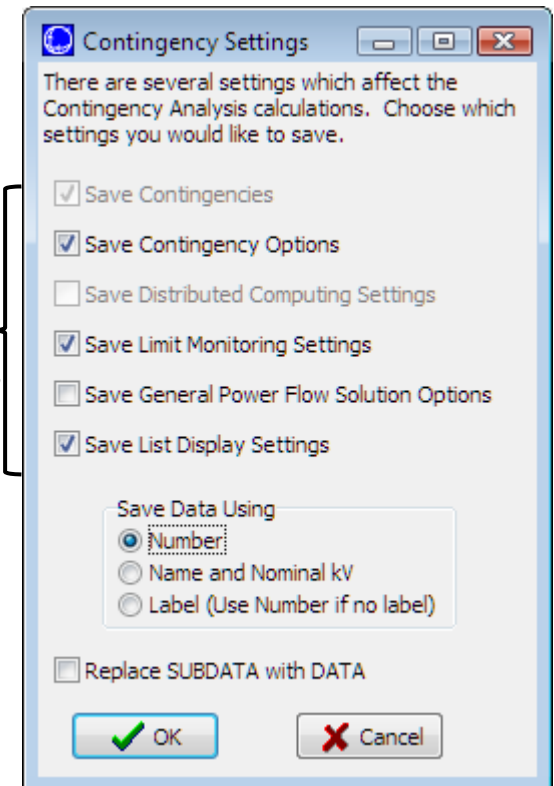 Contingency Settings
There are several settings which affect the
Contingency Analysis calculations.  Choose which
settings you would like to save.
Save Contingencies
Save Contingency Options
Save Distributed Computing Settings
Save Limit Monitoring Settings
Save General Power Flow Solution Options
Save List Display Settings
Save Data Using
Number
Name and Nominal kV
Label (Use Number if no label)
Replace SUBDATA with DATA
OK Cancel